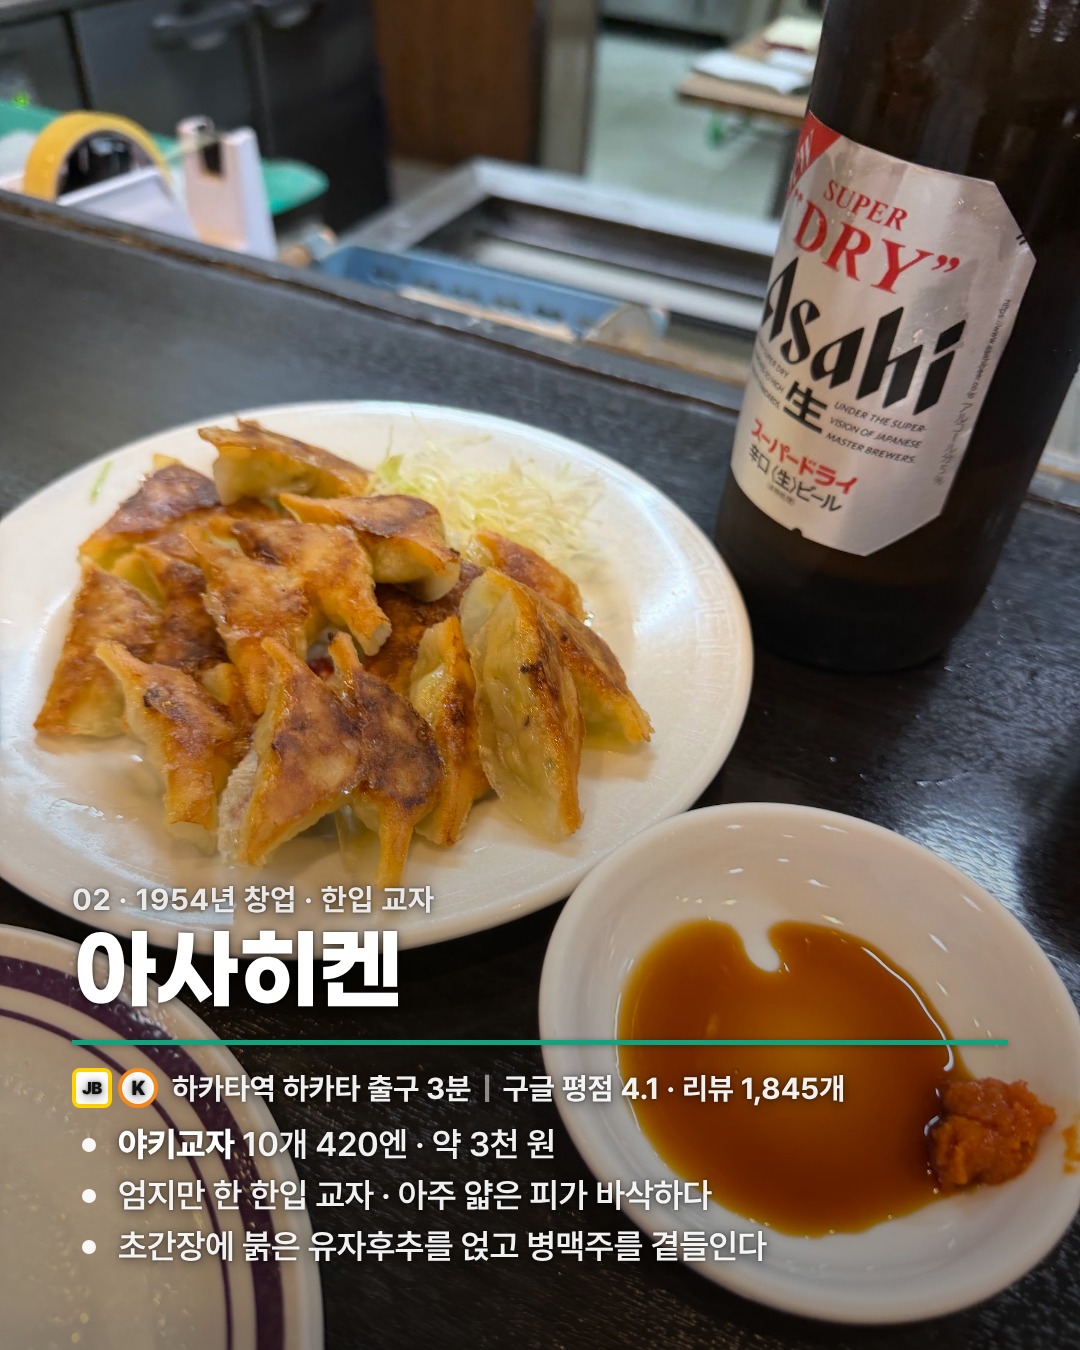 SUPER
"DRY"
Asahi
生
UNDER THE SUPER-
VISION OF JAPANESE
MASTER BREWERS.
スーパードライ
辛口〈生〉ビール
02 · 1954년 창업 · 한입 교자
아사히켄
JB K 하카타역 하카타 출구 3분 | 구글 평점 4.1 · 리뷰 1,845개
• 야키교자 10개 420엔 · 약 3천 원
• 엄지만 한 한입 교자 · 아주 얇은 피가 바삭하다
• 초간장에 붉은 유자후추를 얹고 병맥주를 곁들인다